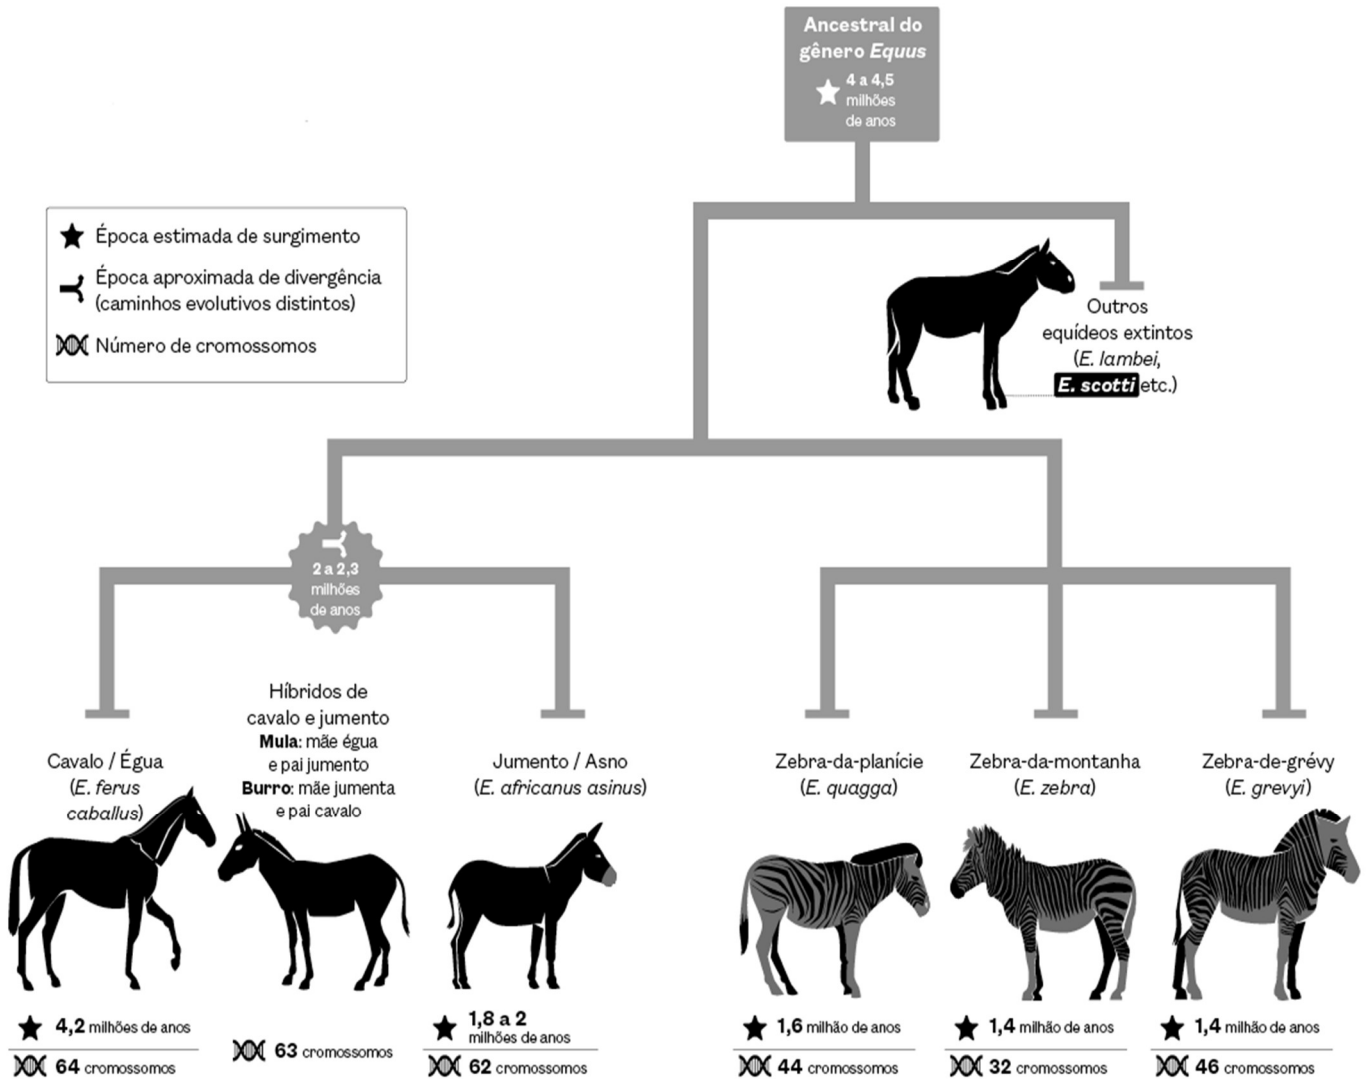 Ancestral do
gênero Equus
4 a 4,5
milhões
de anos
Época estimada de surgimento
Época aproximada de divergência
(caminhos evolutivos distintos)
Número de cromossomos
Outros
equídeos extintos
(E. lambei,
E. scotti etc.)
2 a 2,3
milhões
de anos
Cavalo / Égua
(E. ferus
caballus)
Híbridos de
cavalo e jumento
Mula: mãe égua
e pai jumento
Burro: mãe jumenta
e pai cavalo
Jumento / Asno
(E. africanus asinus)
Zebra-da-planície
(E. quagga)
Zebra-da-montanha
(E. zebra)
Zebra-de-grévy
(E. grevyi)
4,2 milhões de anos
64 cromossomos
63 cromossomos
1,8 a 2
milhões de anos
62 cromossomos
1,6 milhão de anos
44 cromossomos
1,4 milhão de anos
32 cromossomos
1,4 milhão de anos
46 cromossomos